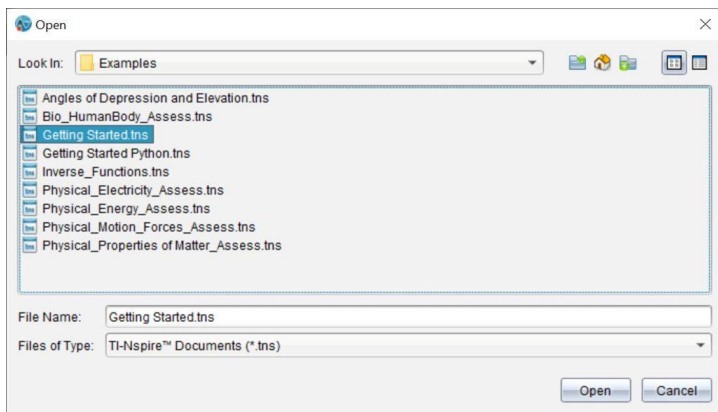 Open
Look In: Examples
Angles of Depression and Elevation.tns
Bio_HumanBody_Assess.tns
Getting Started.tns
Getting Started Python.tns
Inverse_Functions.tns
Physical_Electricity_Assess.tns
Physical_Energy_Assess.tns
Physical_Motion_Forces_Assess.tns
Physical_Properties of Matter_Assess.tns
File Name: Getting Started.tns
Files of Type: TI-Nspire™ Documents (*.tns)
Open Cancel